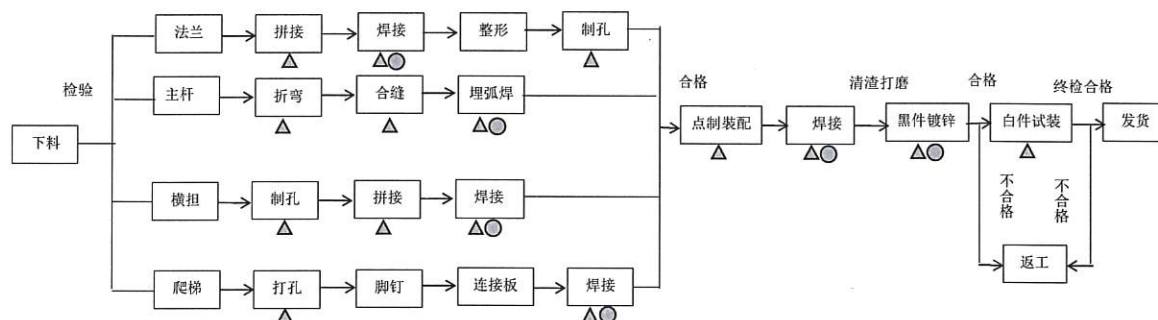 法兰
拼接
焊接
整形
制孔
检验
主杆
折弯
合缝
埋弧焊
合格
清渣打磨
合格
终检合格
下料
点制装配
焊接
黑件镀锌
白件试装
发货
横担
制孔
拼接
焊接
不合格
不合格
返工
爬梯
打孔
脚钉
连接板
焊接